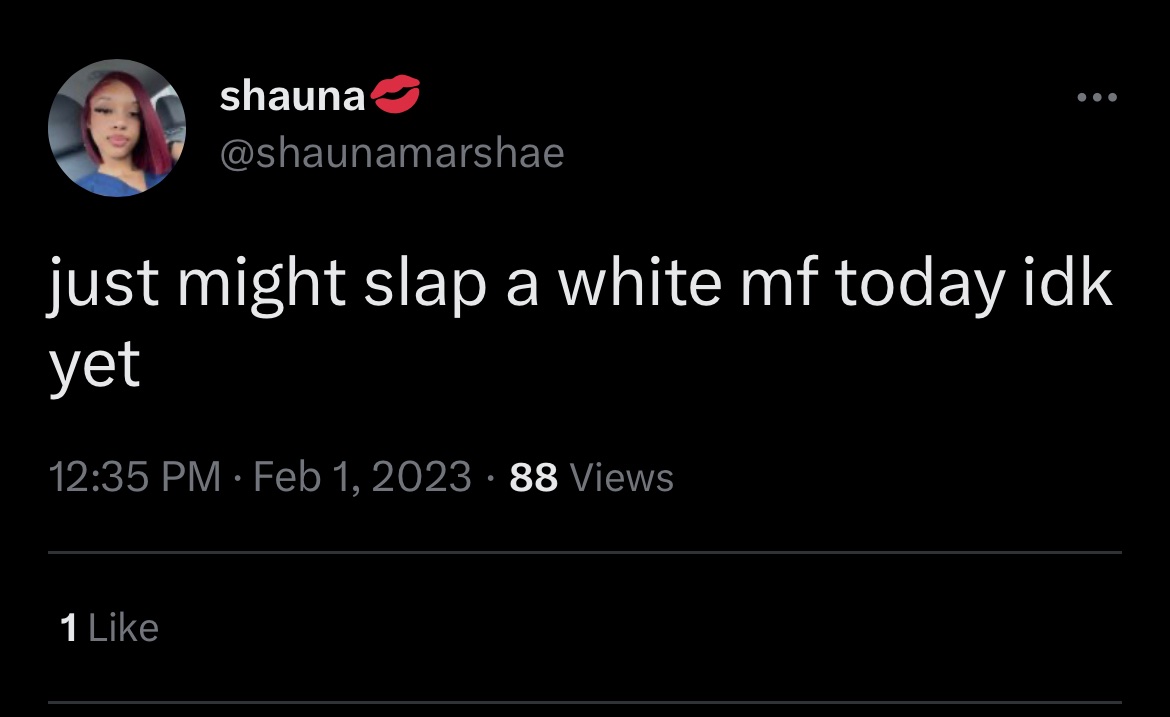 shauna💋
@shaunamarshae
just might slap a white mf today idk
yet
12:35 PM · Feb 1, 2023 · 88 Views
1 Like